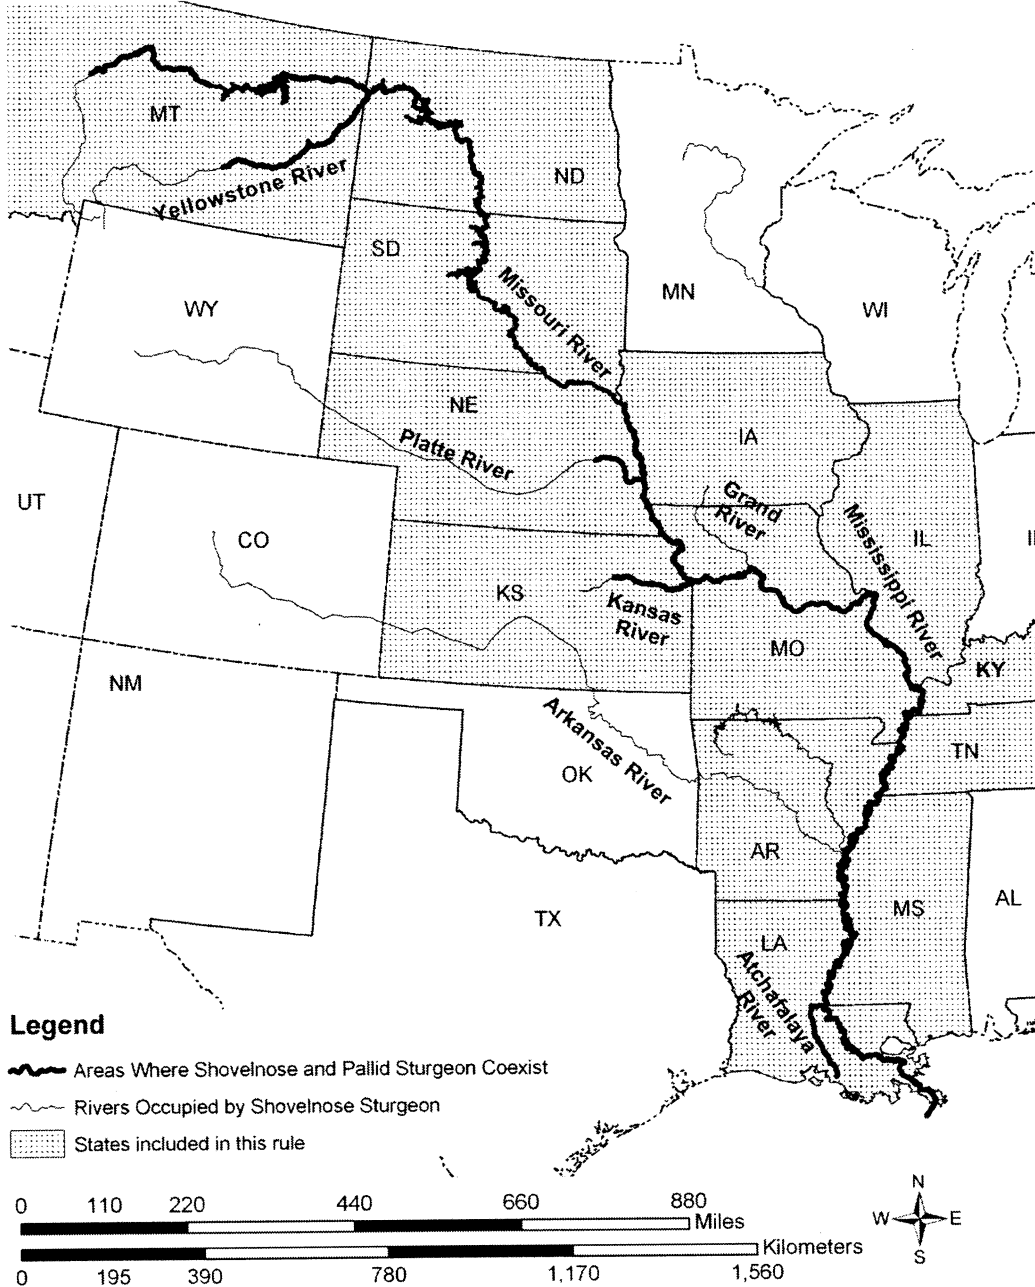 MT
Yellowstone River
ND
SD
Missouri River
MN
WI
WY
NE
Platte River
IA
Grand
River
Mississippi River
IL
UT
CO
KS
Kansas
River
MO
KY
NM
Arkansas River
OK
TN
AR
MS
AL
TX
LA
Atchafalaya
River
Legend
Areas Where Shovelnose and Pallid Sturgeon Coexist
Rivers Occupied by Shovelnose Sturgeon
States included in this rule
0 110 220 440 660 880
Miles
Kilometers
0 195 390 780 1,170 1,560
N
W E
S